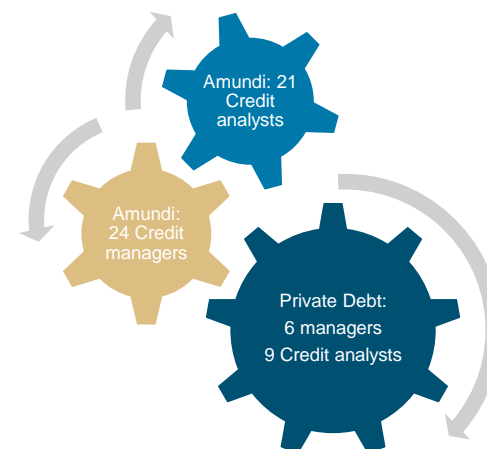 Amundi: 21
Credit
analysts
Amundi:
24 Credit
managers
Private Debt:
6 managers
9 Credit analysts